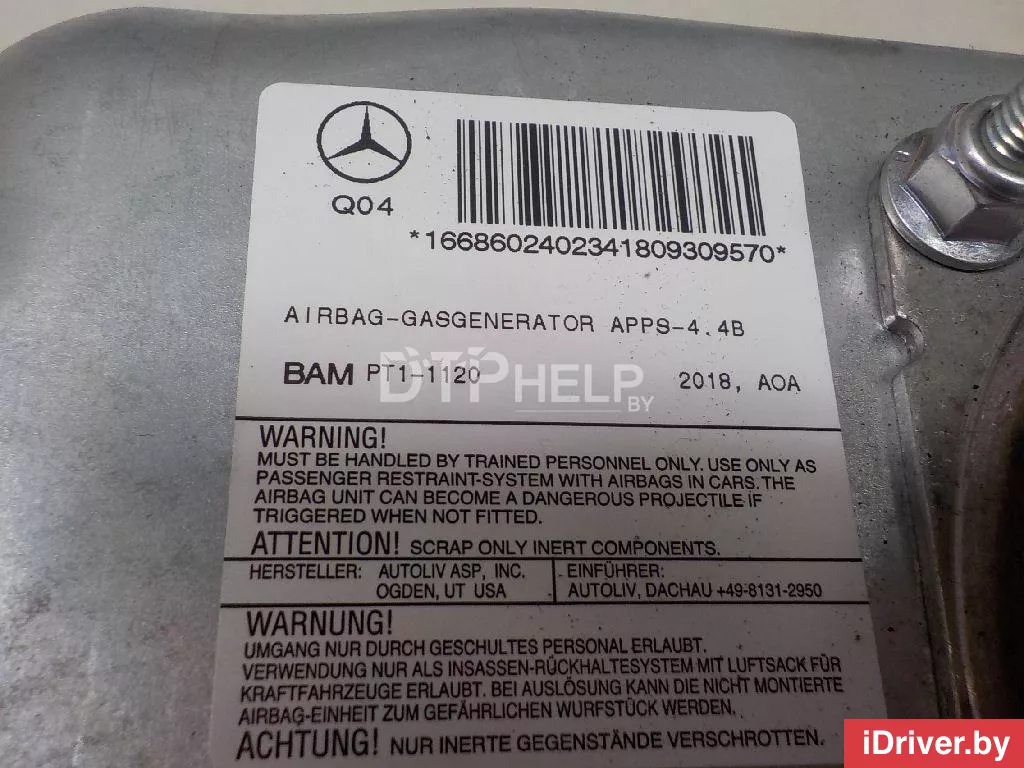 Q04
*16686024023418093​09570*
AIRBAG-GASGENERATOR APPS-4.4B
BAM PT1-1120 2018, AOA
DTPHELP
BY
WARNING!
MUST BE HANDLED BY TRAINED PERSONNEL ONLY. USE ONLY AS
PASSENGER RESTRAINT-SYSTEM WITH AIRBAGS IN CARS. THE
AIRBAG UNIT CAN BECOME A DANGEROUS PROJECTILE IF
TRIGGERED WHEN NOT FITTED.
ATTENTION! SCRAP ONLY INERT COMPONENTS.
HERSTELLER: AUTOLIV ASP, INC.
OGDEN, UT USA
EINFÜHRER:
AUTOLIV, DACHAU +49-8131-2950
WARNUNG!
UMGANG NUR DURCH GESCHULTES PERSONAL ERLAUBT.
VERWENDUNG NUR ALS INSASSEN-RÜCKHALTESYSTEM MIT LUFTSACK FÜR
KRAFTFAHRZEUGE ERLAUBT. BEI AUSLÖSUNG KANN DIE NICHT MONTIERTE
AIRBAG-EINHEIT ZUM GEFÄHRLICHEN WURFSTÜCK WERDEN.
ACHTUNG! NUR INERTE GEGENSTÄNDE VERSCHROTTEN.
iDriver.by